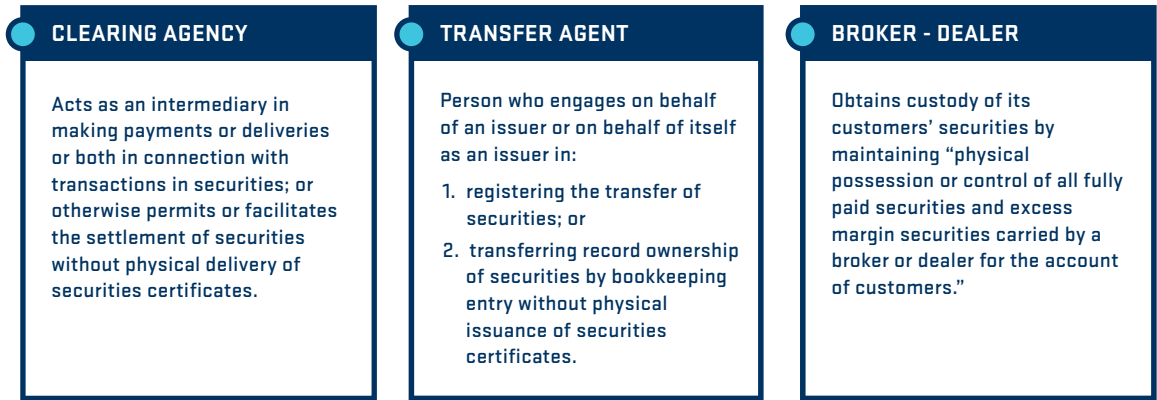 CLEARING AGENCY
Acts as an intermediary in
making payments or deliveries
or both in connection with
transactions in securities; or
otherwise permits or facilitates
the settlement of securities
without physical delivery of
securities certificates.
TRANSFER AGENT
Person who engages on behalf
of an issuer or on behalf of itself
as an issuer in:
1. registering the transfer of
securities; or
2. transferring record ownership
of securities by bookkeeping
entry without physical
issuance of securities
certificates.
BROKER - DEALER
Obtains custody of its
customers’ securities by
maintaining “physical
possession or control of all fully
paid securities and excess
margin securities carried by a
broker or dealer for the account
of customers.”